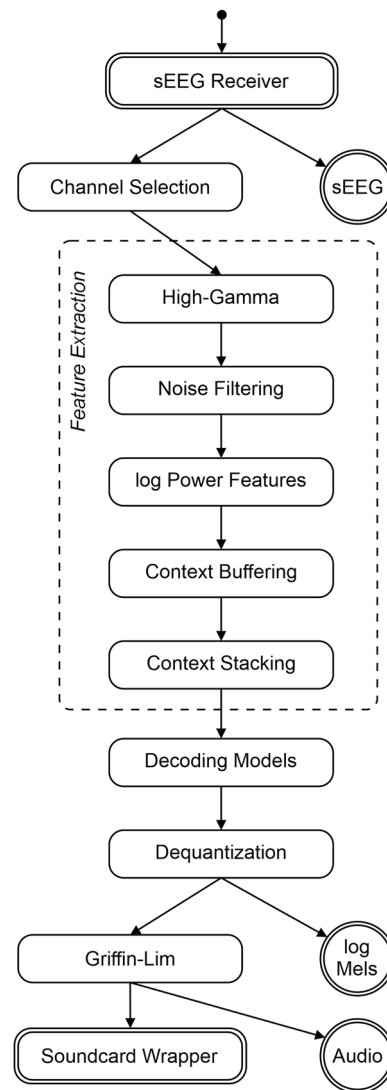 sEEG Receiver
Channel Selection
sEEG
Feature Extraction
High-Gamma
Noise Filtering
log Power Features
Context Buffering
Context Stacking
Decoding Models
Dequantization
Griffin-Lim
log
Mels
Soundcard Wrapper
Audio